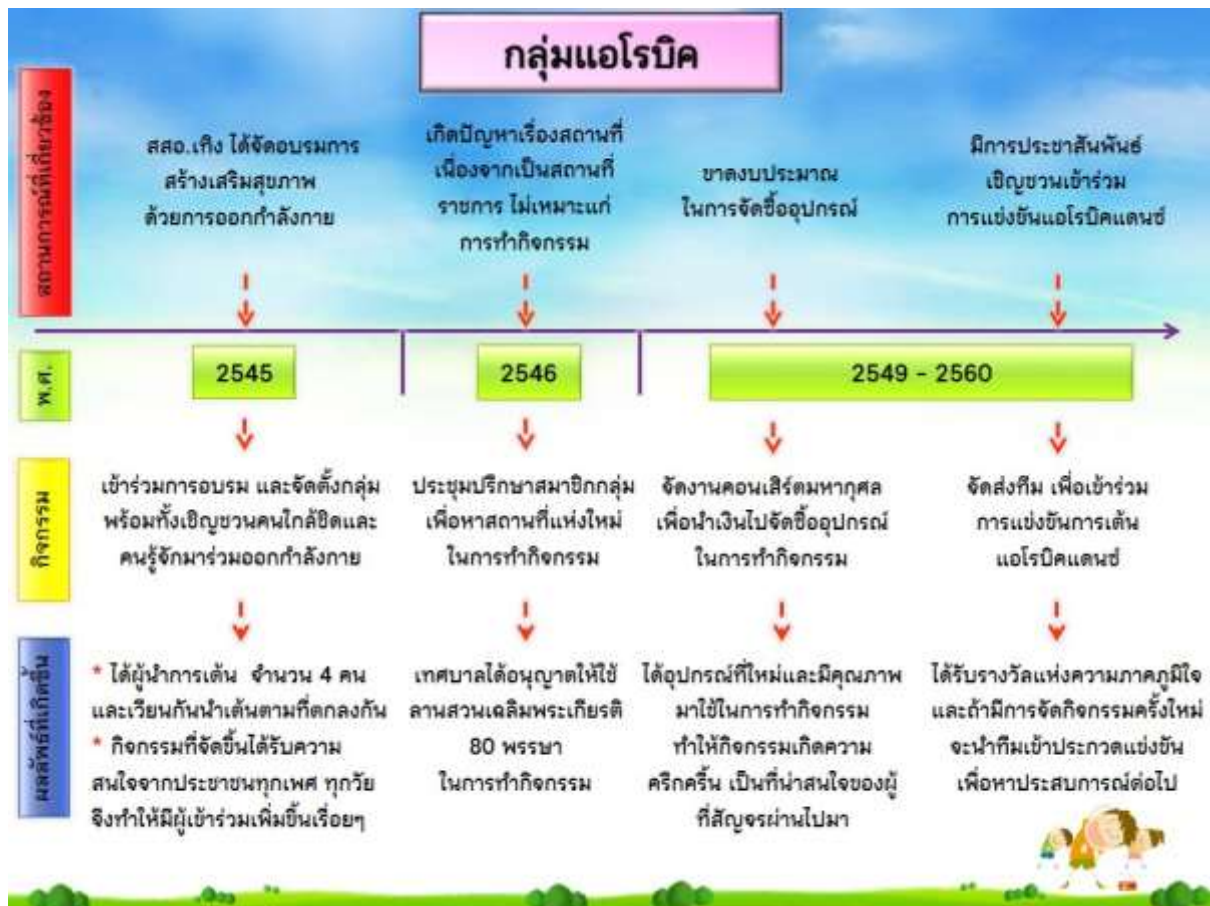 กลุ่มแอโรบิค
สถานการณ์ที่เกี่ยวข้อง
สสอ.เทิง ได้จัดอบรมการ
สร้างเสริมสุขภาพ
ด้วยการออกกำลังกาย
เกิดปัญหาเรื่องสถานที่
เนื่องจากเป็นสถานที่
ราชการ ไม่เหมาะแก่
การทำกิจกรรม
ขาดงบประมาณ
ในการจัดซื้ออุปกรณ์
มีการประชาสัมพันธ์
เชิญชวนเข้าร่วม
การแข่งขันแอโรบิคแดนซ์
พ.ศ.
2545
2546
2549 - 2560
กิจกรรม
เข้าร่วมการอบรม และจัดตั้งกลุ่ม
พร้อมทั้งเชิญชวนคนใกล้ชิดและ
คนรู้จักมาร่วมออกกำลังกาย
ประชุมปรึกษาสมาชิกกลุ่ม
เพื่อหาสถานที่แห่งใหม่
ในการทำกิจกรรม
จัดงานคอนเสิร์ตมหากุศล
เพื่อนำเงินไปจัดซื้ออุปกรณ์
ในการทำกิจกรรม
จัดส่งทีม เพื่อเข้าร่วม
การแข่งขันการเต้น
แอโรบิคแดนซ์
ผลลัพธ์ที่เกิดขึ้น
* ได้ผู้นำการเต้น จำนวน 4 คน
และเวียนกันนำเต้นตามที่ตกลงกัน
* กิจกรรมที่จัดขึ้นได้รับความ
สนใจจากประชาชนทุกเพศ ทุกวัย
จึงทำให้มีผู้เข้าร่วมเพิ่มขึ้นเรื่อยๆ
เทศบาลได้อนุญาตให้ใช้
ลานสวนเฉลิมพระเกียรติ
80 พรรษา
ในการทำกิจกรรม
ได้อุปกรณ์ที่ใหม่และมีคุณภาพ
มาใช้ในการทำกิจกรรม
ทำให้กิจกรรมเกิดความ
ครึกครื้น เป็นที่น่าสนใจของผู้
ที่สัญจรผ่านไปมา
ได้รับรางวัลแห่งความภาคภูมิใจ
และถ้ามีการจัดกิจกรรมครั้งใหม่
จะนำทีมเข้าประกวดแข่งขัน
เพื่อหาประสบการณ์ต่อไป